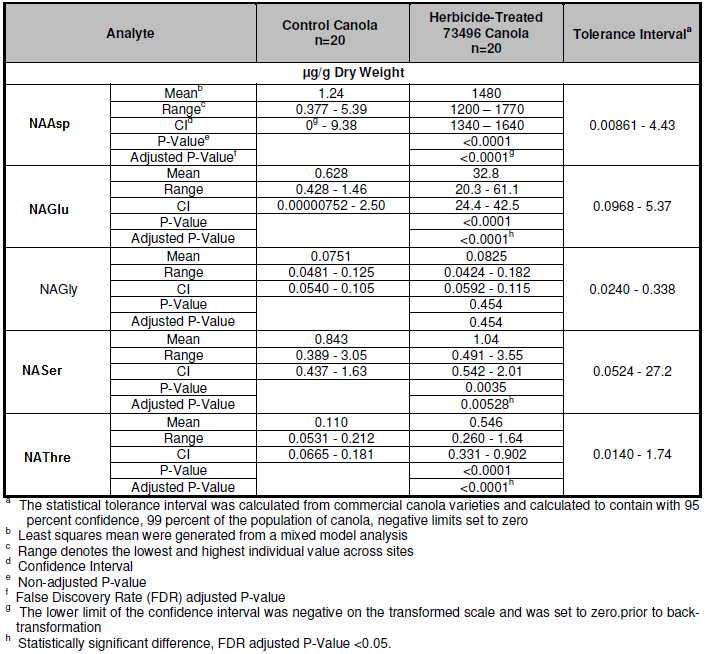 Analyte Control Canola n=20 Herbicide-Treated 73496 Canola n=20 Tolerance Intervalᵃ
µg/g Dry Weight
NAAsp 0.00861 - 4.43
Meanᵇ 1.24 1480
Rangeᶜ 0.377 - 5.39 1200 – 1770
CIᵈ 0ᵍ - 9.38 1340 - 1640
P-Valueᵉ <0.0001
Adjusted P-Valueᶠ <0.0001ᵍ
NAGlu 0.0968 - 5.37
Mean 0.628 32.8
Range 0.428 - 1.46 20.3 - 61.1
CI 0.00000752 - 2.50 24.4 - 42.5
P-Value <0.0001
Adjusted P-Value <0.0001ʰ
NAGly 0.0240 - 0.338
Mean 0.0751 0.0825
Range 0.0481 - 0.125 0.0424 - 0.182
CI 0.0540 - 0.105 0.0592 - 0.115
P-Value 0.454
Adjusted P-Value 0.454
NASer 0.0524 - 27.2
Mean 0.843 1.04
Range 0.389 - 3.05 0.491 - 3.55
CI 0.437 - 1.63 0.542 - 2.01
P-Value 0.0035
Adjusted P-Value 0.00528ʰ
NAThre 0.0140 - 1.74
Mean 0.110 0.546
Range 0.0531 - 0.212 0.260 - 1.64
CI 0.0665 - 0.181 0.331 - 0.902
P-Value <0.0001
Adjusted P-Value <0.0001ʰ
ᵃ The statistical tolerance interval was calculated from commercial canola varieties and calculated to contain with 95
percent confidence, 99 percent of the population of canola, negative limits set to zero
ᵇ Least squares mean were generated from a mixed model analysis
ᶜ Range denotes the lowest and highest individual value across sites
ᵈ Confidence Interval
ᵉ Non-adjusted P-value
ᶠ False Discovery Rate (FDR) adjusted P-value
ᵍ The lower limit of the confidence interval was negative on the transformed scale and was set to zero.prior to back-
transformation
ʰ Statistically significant difference, FDR adjusted P-Value <0.05.